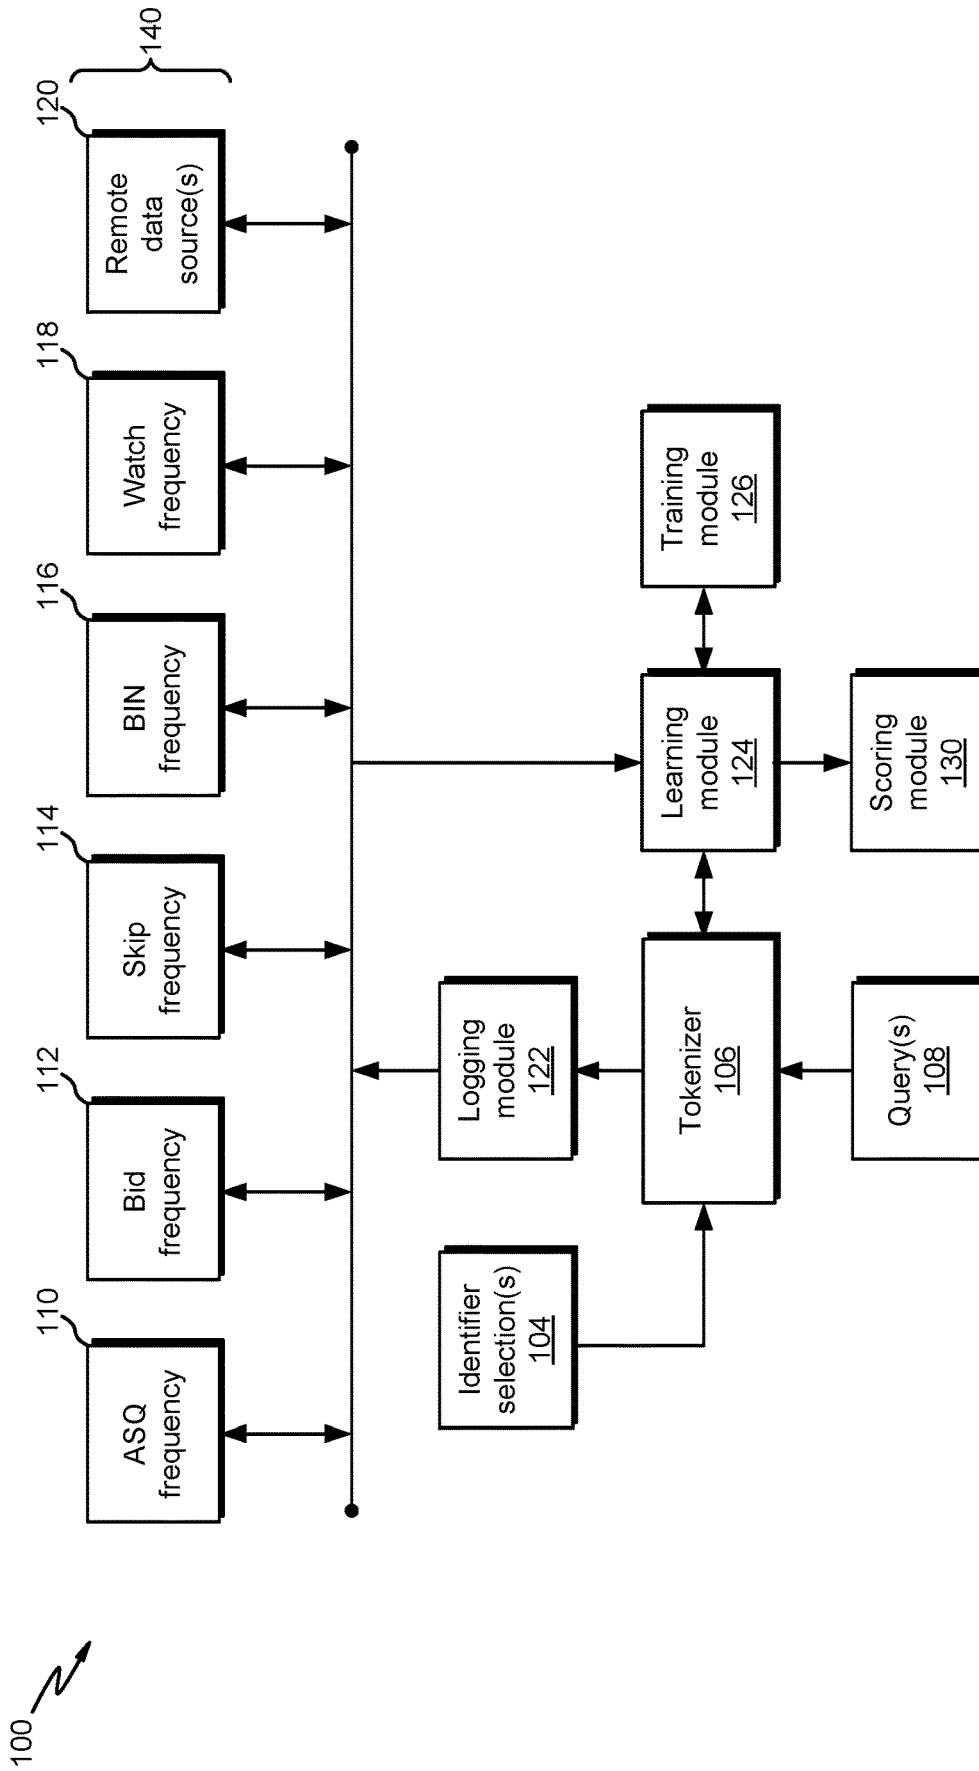 100
110
112
114
116
118
120
140
ASQ
frequency
Bid
frequency
Skip
frequency
BIN
frequency
Watch
frequency
Remote
data
source(s)
Identifier
selection(s)
104
Logging
module
122
Tokenizer
106
Learning
module
124
Training
module
126
Query(s)
108
Scoring
module
130